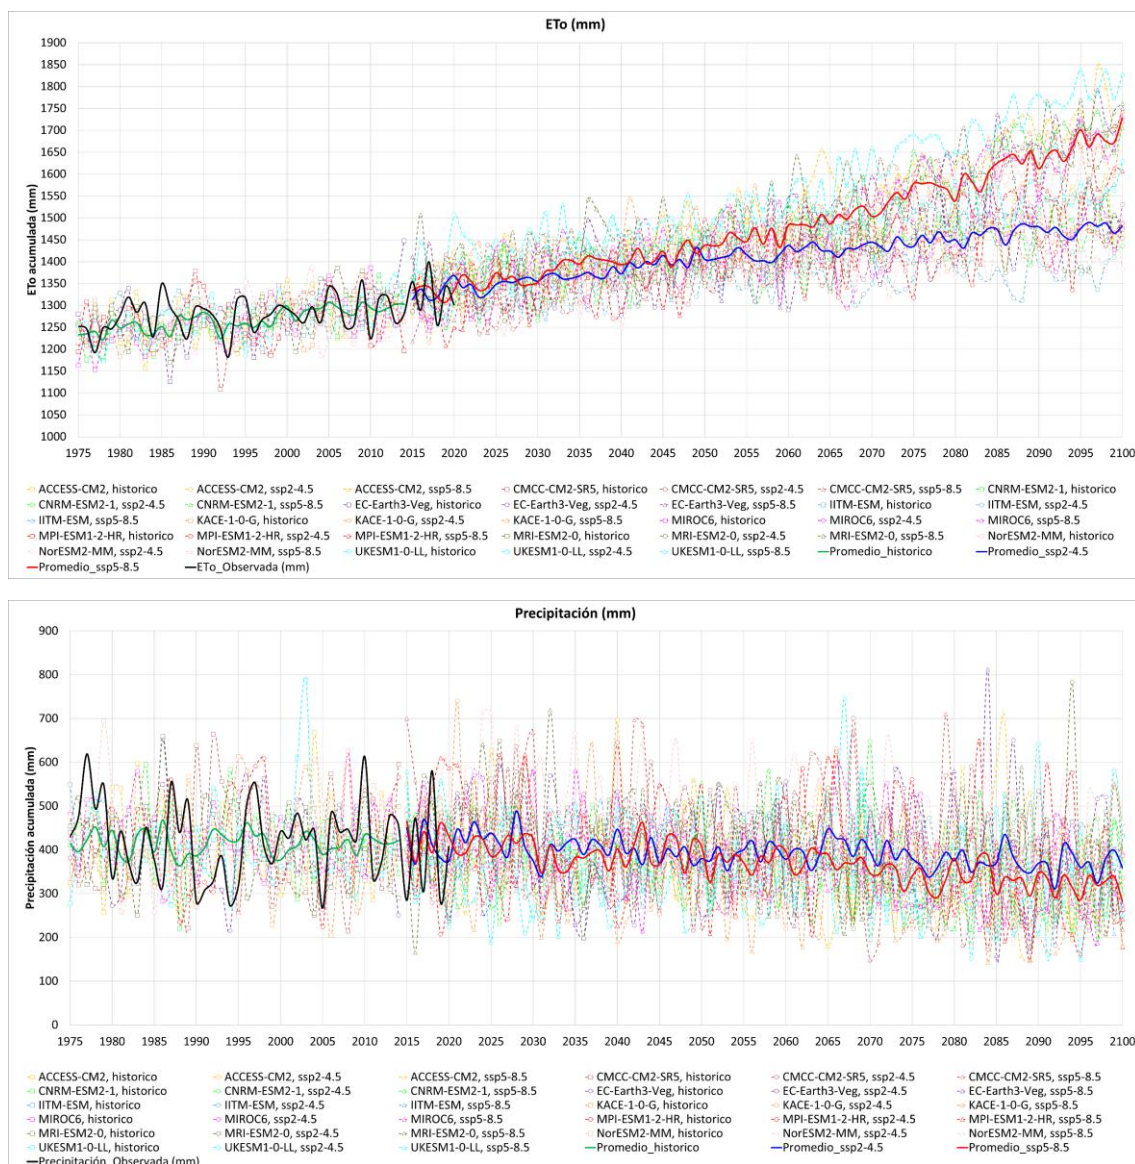 ETo (mm)
1900
1850
1800
1750
1700
1650
1600
1550
1500
1450
1400
1350
1300
1250
1200
1150
1100
1050
1000
ETo acumulada (mm)
1975 1980 1985 1990 1995 2000 2005 2010 2015 2020 2025 2030 2035 2040 2045 2050 2055 2060 2065 2070 2075 2080 2085 2090 2095 2100
ACCESS-CM2, historico ACCESS-CM2, ssp2-4.5 ACCESS-CM2, ssp5-8.5 CMCC-CM2-SR5, historico CMCC-CM2-SR5, ssp2-4.5 CMCC-CM2-SR5, ssp5-8.5 CNRM-ESM2-1, historico
CNRM-ESM2-1, ssp2-4.5 CNRM-ESM2-1, ssp5-8.5 EC-Earth3-Veg, historico EC-Earth3-Veg, ssp2-4.5 EC-Earth3-Veg, ssp5-8.5 IITM-ESM, historico IITM-ESM, ssp2-4.5
IITM-ESM, ssp5-8.5 KACE-1-0-G, historico KACE-1-0-G, ssp2-4.5 KACE-1-0-G, ssp5-8.5 MIROC6, historico MIROC6, ssp2-4.5 MIROC6, ssp5-8.5
MPI-ESM1-2-HR, historico MPI-ESM1-2-HR, ssp2-4.5 MPI-ESM1-2-HR, ssp5-8.5 MRI-ESM2-0, historico MRI-ESM2-0, ssp2-4.5 MRI-ESM2-0, ssp5-8.5 NorESM2-MM, historico
NorESM2-MM, ssp2-4.5 NorESM2-MM, ssp5-8.5 UKESM1-0-LL, historico UKESM1-0-LL, ssp2-4.5 UKESM1-0-LL, ssp5-8.5 Promedio_historico Promedio_ssp2-4.5
Promedio_ssp5-8.5 ETo_Observada (mm)
Precipitación (mm)
900
800
700
600
500
400
300
200
100
0
Precipitación acumulada (mm)
1975 1980 1985 1990 1995 2000 2005 2010 2015 2020 2025 2030 2035 2040 2045 2050 2055 2060 2065 2070 2075 2080 2085 2090 2095 2100
ACCESS-CM2, historico ACCESS-CM2, ssp2-4.5 ACCESS-CM2, ssp5-8.5 CMCC-CM2-SR5, historico CMCC-CM2-SR5, ssp2-4.5 CMCC-CM2-SR5, ssp5-8.5
CNRM-ESM2-1, historico CNRM-ESM2-1, ssp2-4.5 CNRM-ESM2-1, ssp5-8.5 EC-Earth3-Veg, historico EC-Earth3-Veg, ssp2-4.5 EC-Earth3-Veg, ssp5-8.5
IITM-ESM, historico IITM-ESM, ssp2-4.5 IITM-ESM, ssp5-8.5 KACE-1-0-G, historico KACE-1-0-G, ssp2-4.5 KACE-1-0-G, ssp5-8.5
MIROC6, historico MIROC6, ssp2-4.5 MIROC6, ssp5-8.5 MPI-ESM1-2-HR, historico MPI-ESM1-2-HR, ssp2-4.5 MPI-ESM1-2-HR, ssp5-8.5
MRI-ESM2-0, historico MRI-ESM2-0, ssp2-4.5 MRI-ESM2-0, ssp5-8.5 NorESM2-MM, historico NorESM2-MM, ssp2-4.5 NorESM2-MM, ssp5-8.5
UKESM1-0-LL, historico UKESM1-0-LL, ssp2-4.5 UKESM1-0-LL, ssp5-8.5 Promedio_historico Promedio_ssp2-4.5 Promedio_ssp5-8.5
Precipitación_Observada (mm)